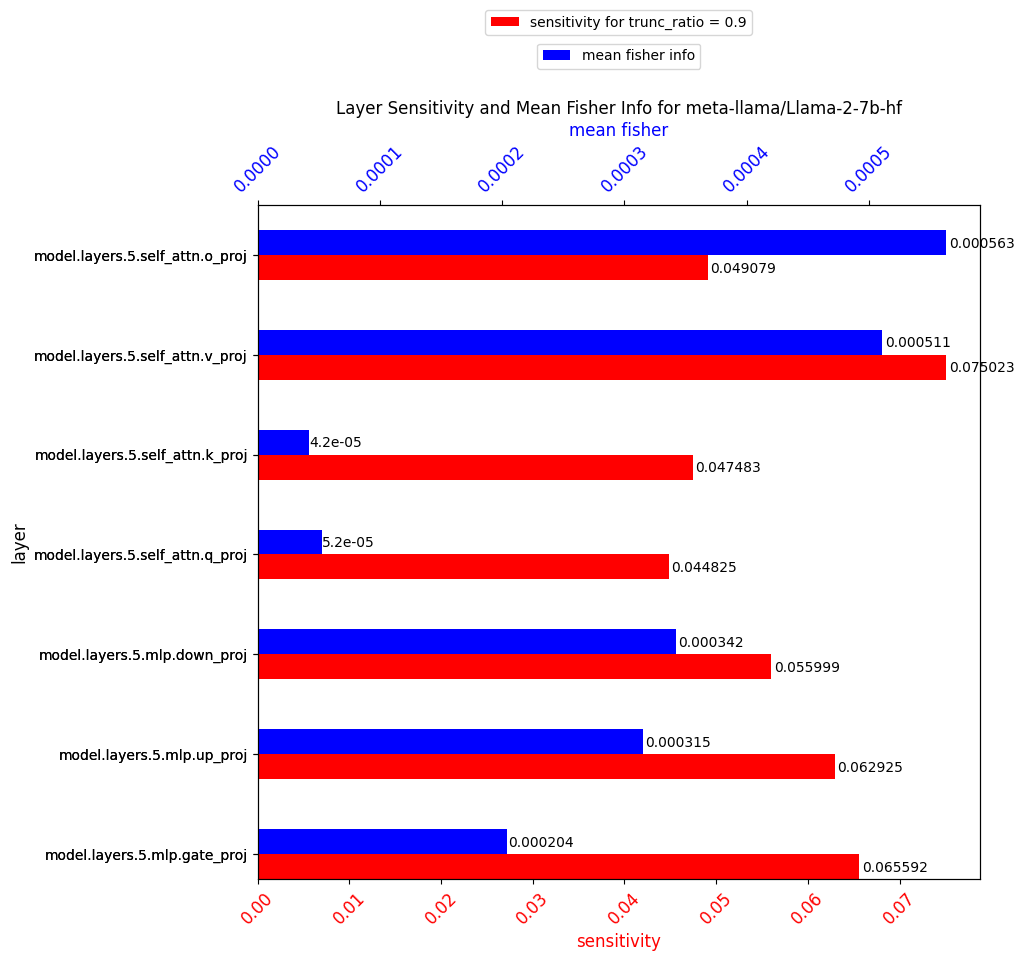 sensitivity for trunc_ratio = 0.9
mean fisher info
Layer Sensitivity and Mean Fisher Info for meta-llama/Llama-2-7b-hf
mean fisher
0.0000 0.0001 0.0002 0.0003 0.0004 0.0005
model.layers.5.self_attn.o_proj
0.000563
0.049079
model.layers.5.self_attn.v_proj
0.000511
0.075023
model.layers.5.self_attn.k_proj
4.2e-05
0.047483
layer
model.layers.5.self_attn.q_proj
5.2e-05
0.044825
model.layers.5.mlp.down_proj
0.000342
0.055999
model.layers.5.mlp.up_proj
0.000315
0.062925
model.layers.5.mlp.gate_proj
0.000204
0.065592
0.00 0.01 0.02 0.03 0.04 0.05 0.06 0.07
sensitivity